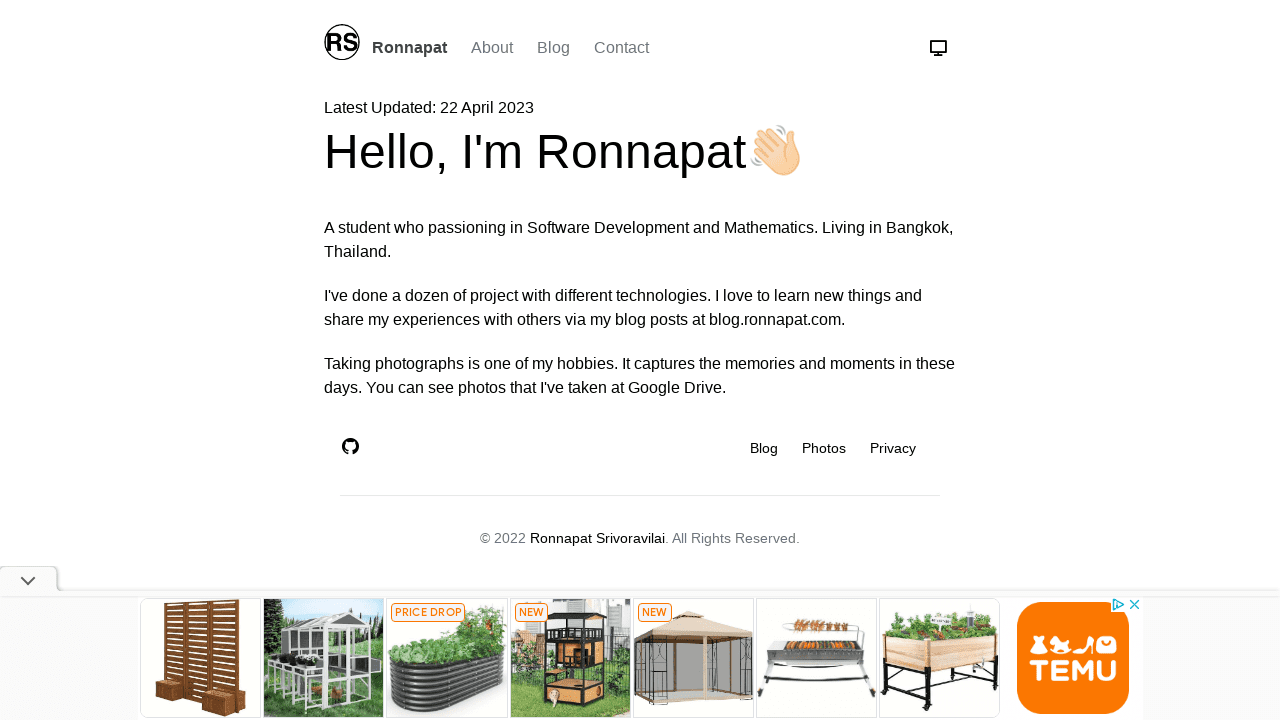 RS Ronnapat About Blog Contact
Latest Updated: 22 April 2023
Hello, I'm Ronnapat👋🏻
A student who passioning in Software Development and Mathematics. Living in Bangkok,
Thailand.
I've done a dozen of project with different technologies. I love to learn new things and
share my experiences with others via my blog posts at blog.ronnapat.com.
Taking photographs is one of my hobbies. It captures the memories and moments in these
days. You can see photos that I've taken at Google Drive.
Blog Photos Privacy
© 2022 Ronnapat Srivoravilai. All Rights Reserved.
PRICE DROP NEW NEW
TEMU